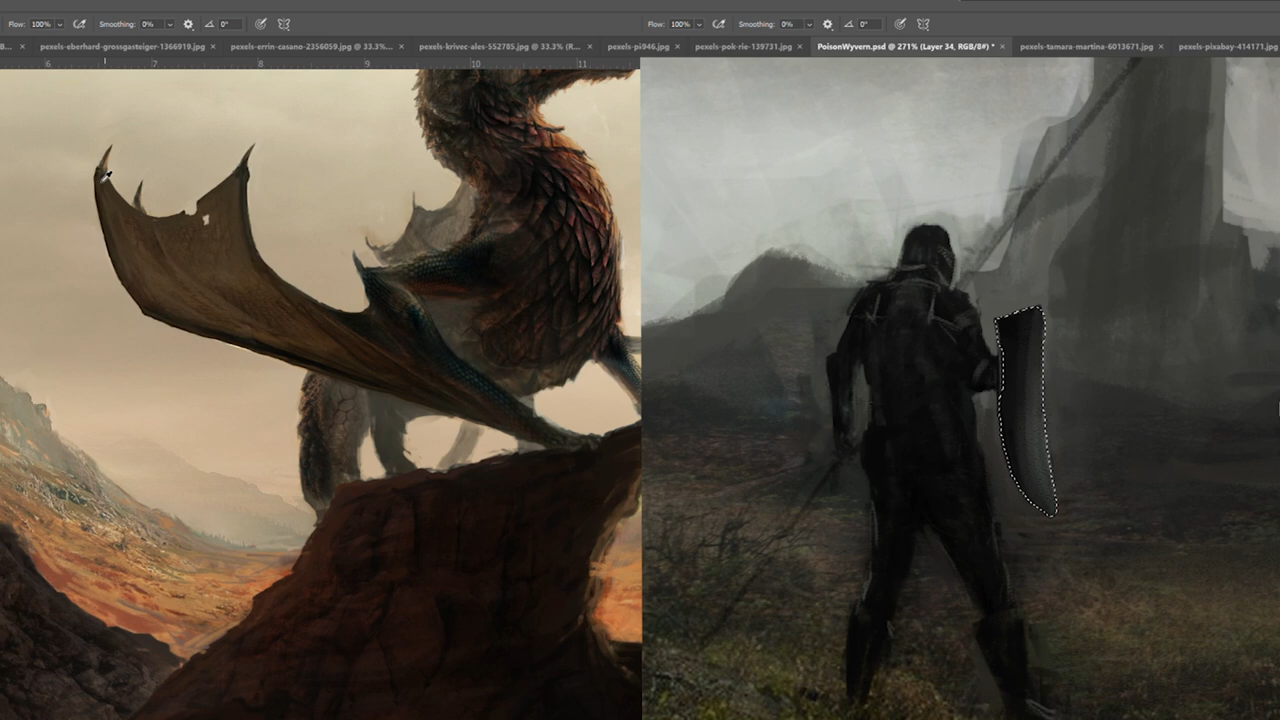 Flow: 100% Smoothing: 0% 0° Flow: 100% Smoothing: 0% 0°
B... × pexels-eberhard-grossgasteiger-1366919.jpg × pexels-errin-casano-2356059.jpg @ 33.3%... × pexels-krivec-ales-552785.jpg @ 33.3% (R... × pexels-pi946.jpg × pexels-pok-rie-139731.jpg × PoisonWyvern.psd @ 271% (Layer 34, RGB/8#) * × pexels-tamara-martina-6013671.jpg × pexels-pixabay-414171.jpg
6 7 8 9 10 11